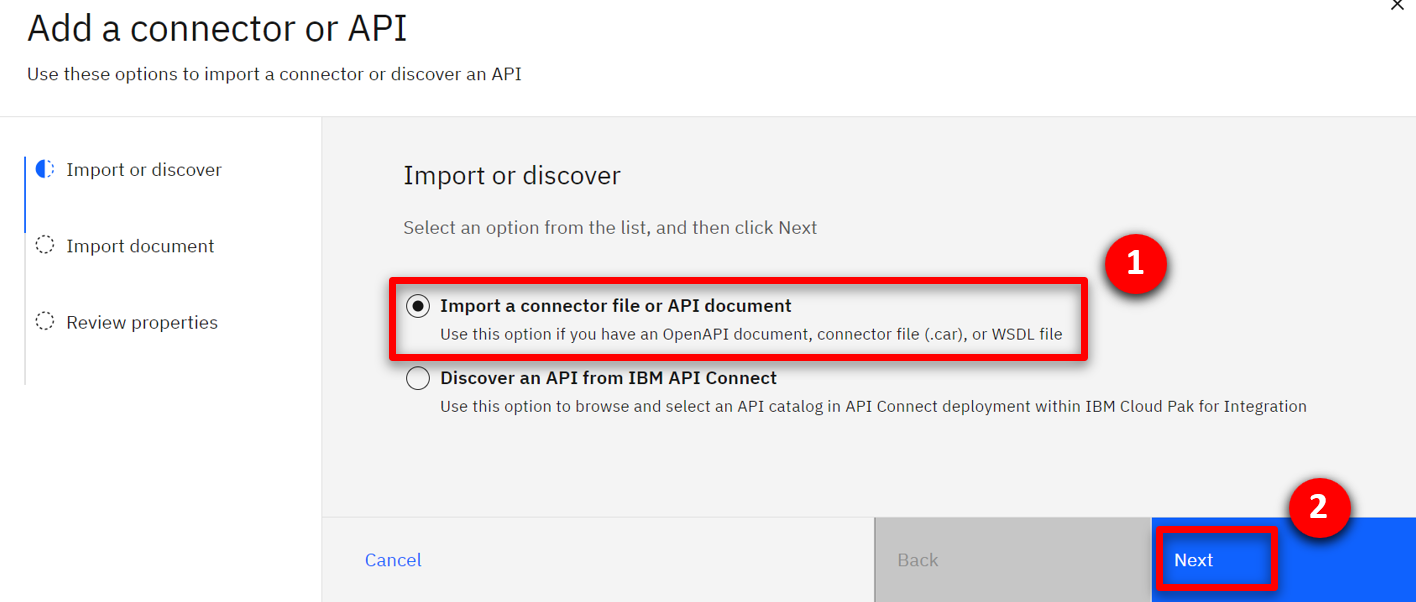 Add a connector or API
Use these options to import a connector or discover an API
Import or discover
Import document
Review properties
Import or discover
Select an option from the list, and then click Next
1
Import a connector file or API document
Use this option if you have an OpenAPI document, connector file (.car), or WSDL file
Discover an API from IBM API Connect
Use this option to browse and select an API catalog in API Connect deployment within IBM Cloud Pak for Integration
2
Cancel
Back
Next